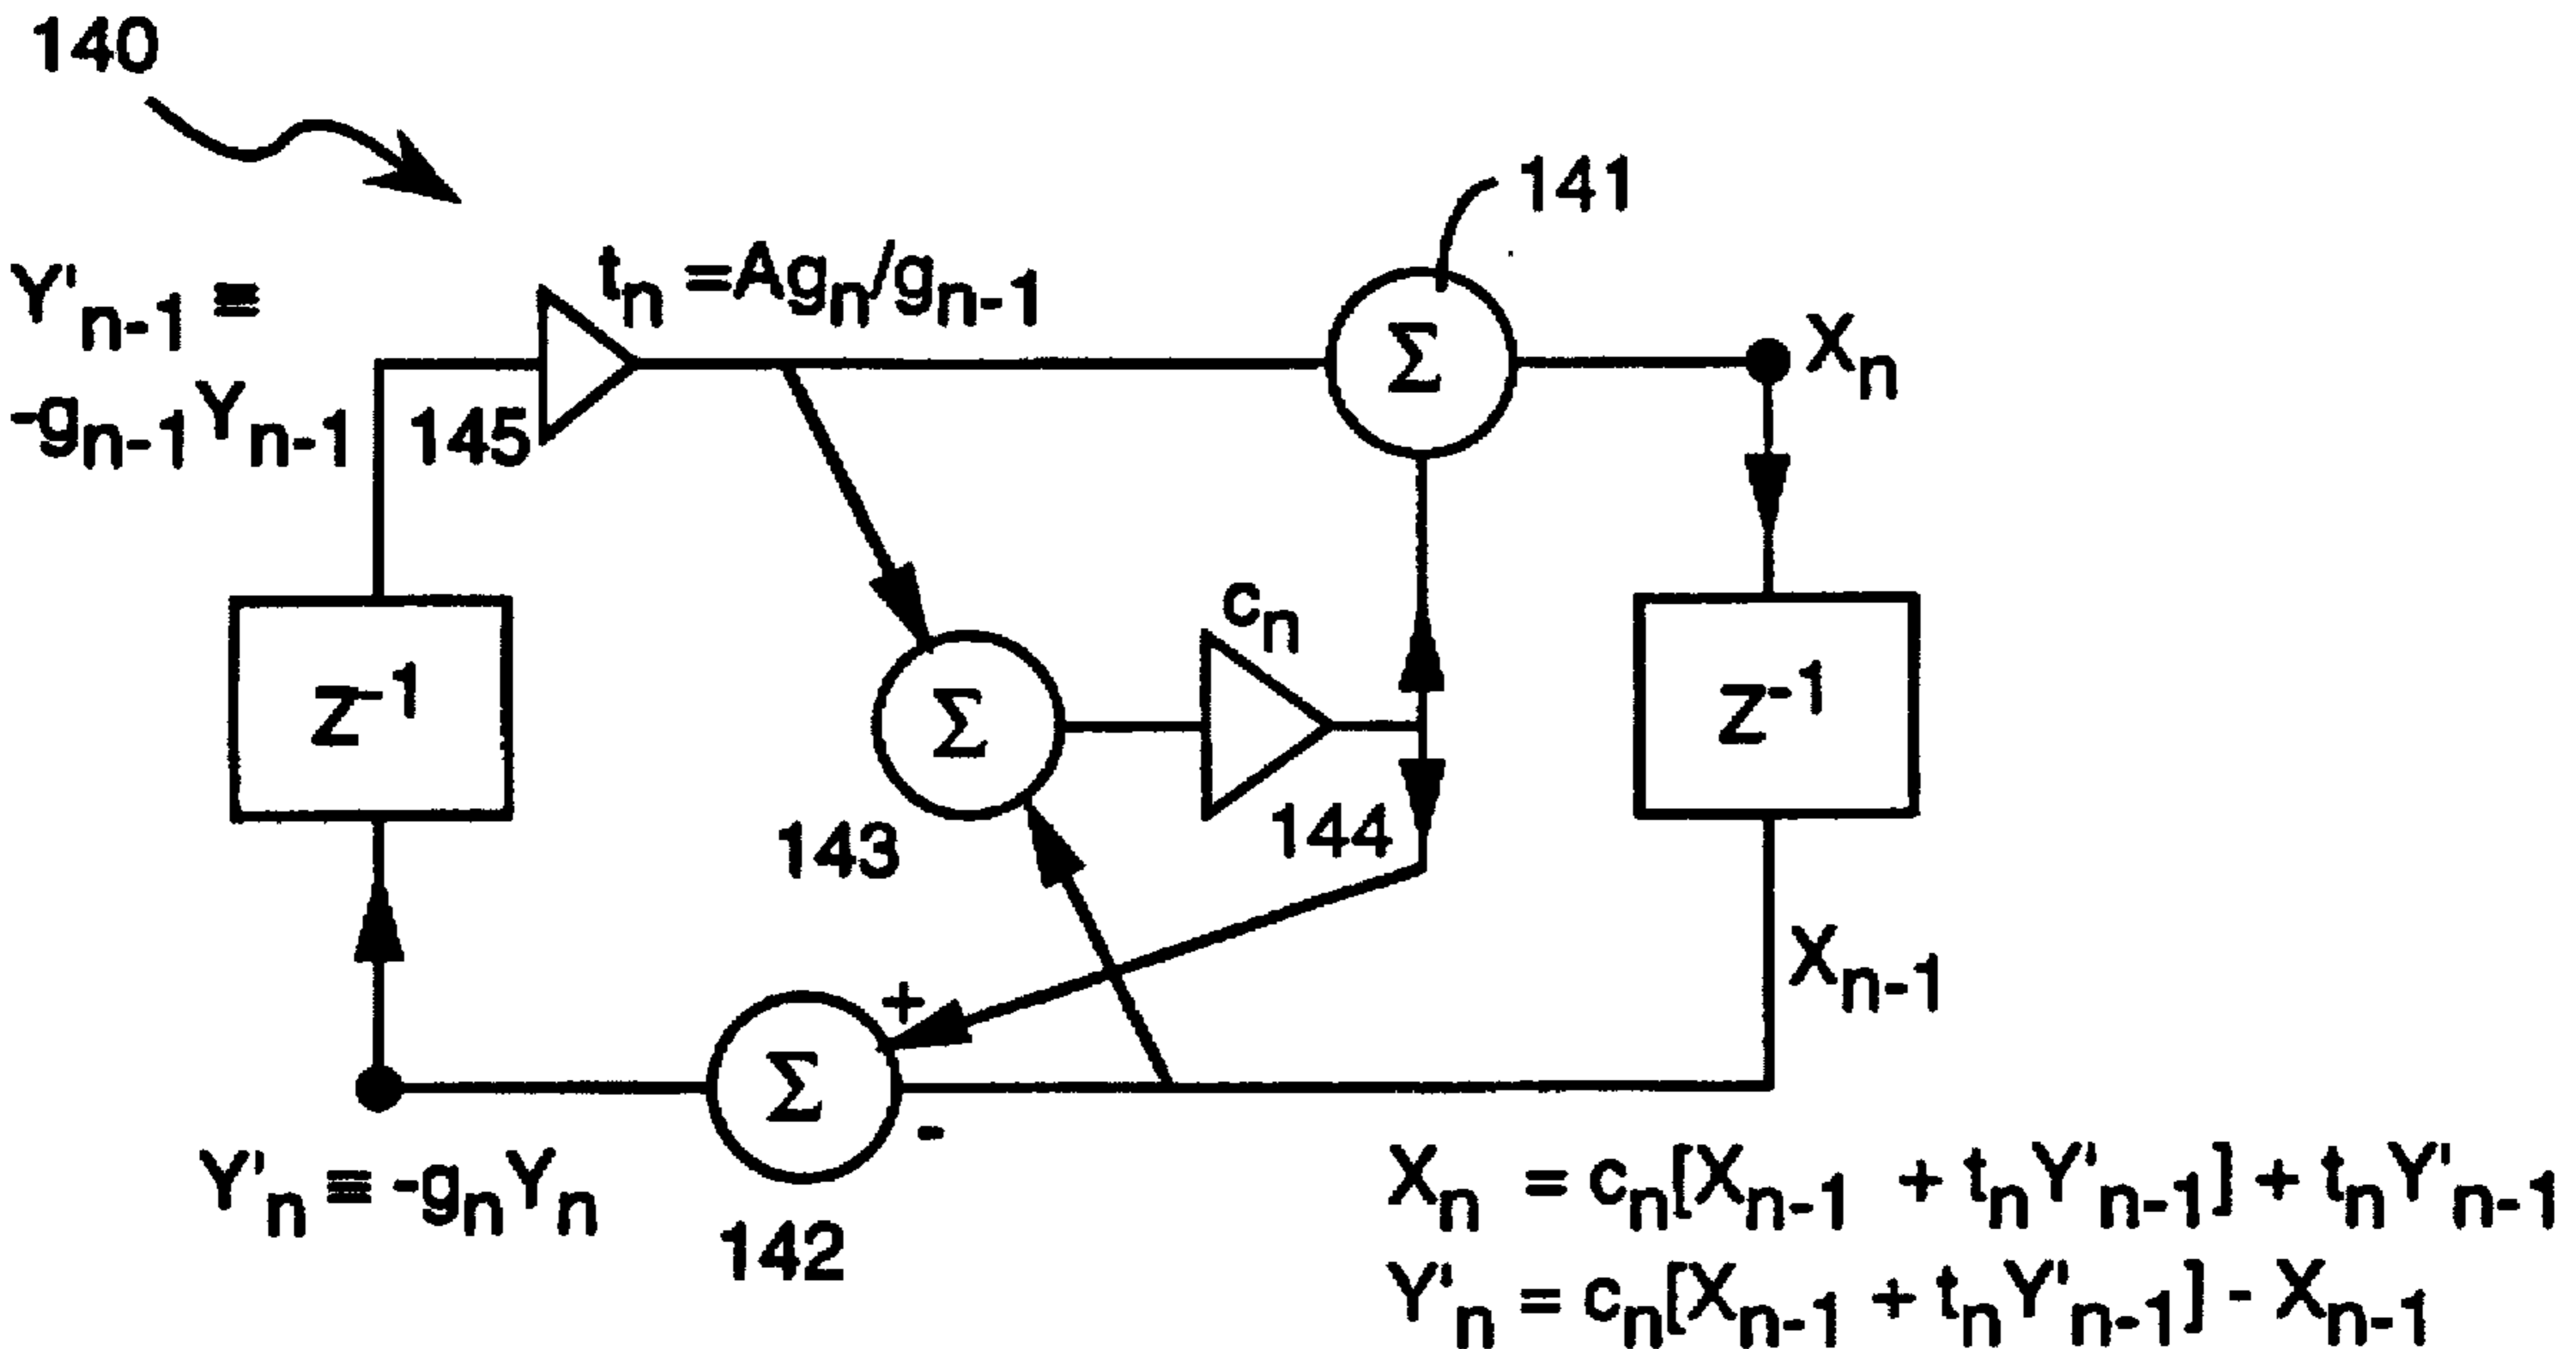 140
141
tₙ =Agₙ/gₙ₋₁
Y'ₙ₋₁ ≡
-gₙ₋₁Yₙ₋₁
145
Σ
Xₙ
cₙ
Z⁻¹
Σ
Z⁻¹
143
144
Xₙ₋₁
+
Σ
-
Y'ₙ ≡ -gₙYₙ
142
Xₙ = cₙ[Xₙ₋₁ + tₙY'ₙ₋₁] + tₙY'ₙ₋₁
Y'ₙ = cₙ[Xₙ₋₁ + tₙY'ₙ₋₁] - Xₙ₋₁